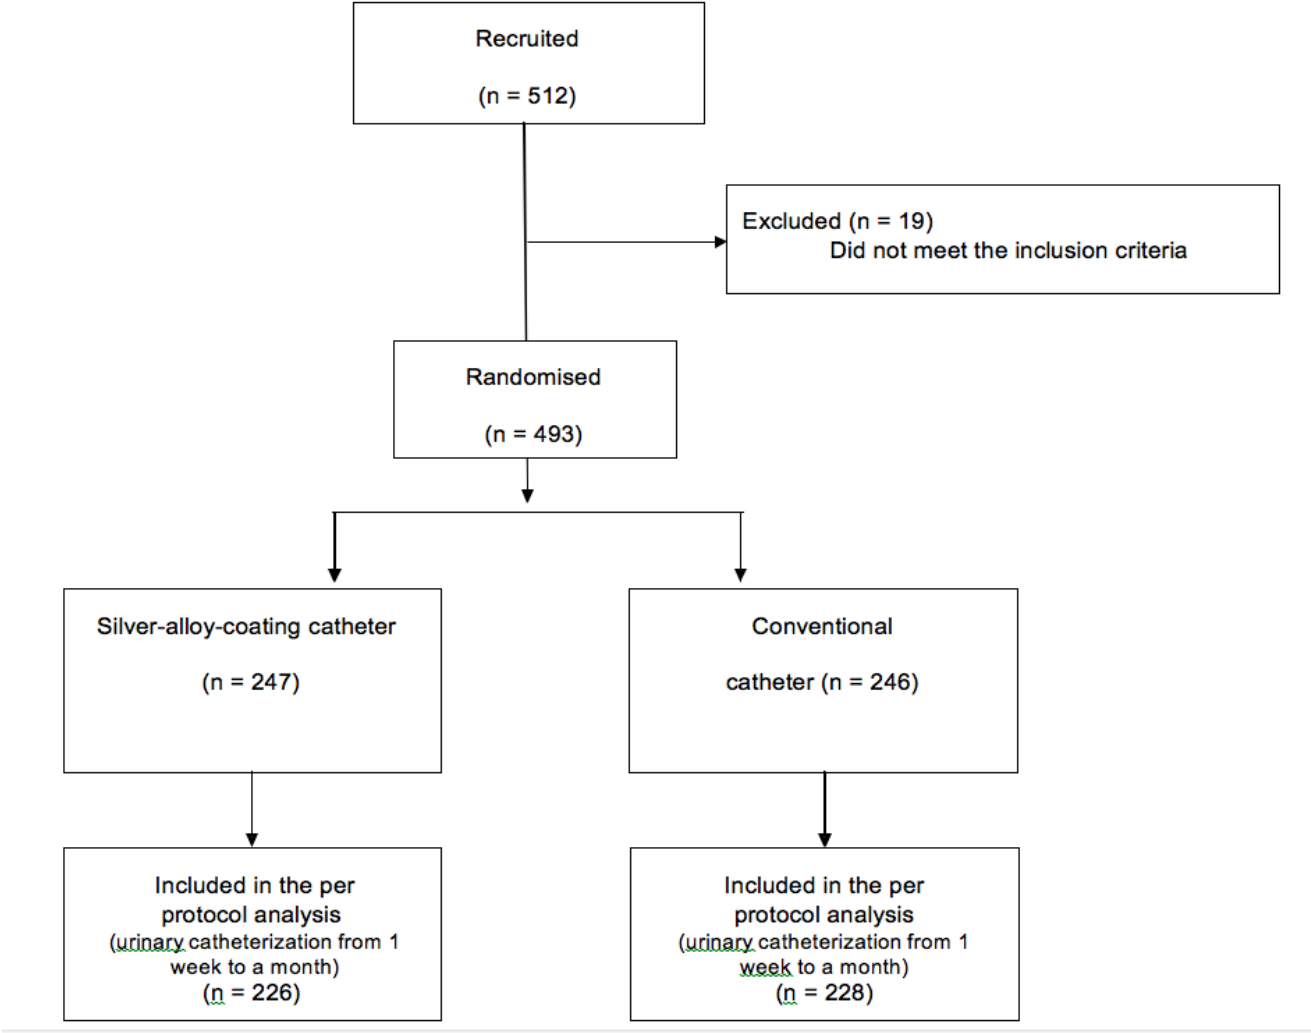 Recruited
(n = 512)
Excluded (n = 19)
Did not meet the inclusion criteria
Randomised
(n = 493)
Silver-alloy-coating catheter
(n = 247)
Conventional
catheter (n = 246)
Included in the per
protocol analysis
(urinary catheterization from 1
week to a month)
(n = 226)
Included in the per
protocol analysis
(urinary catheterization from 1
week to a month)
(n = 228)